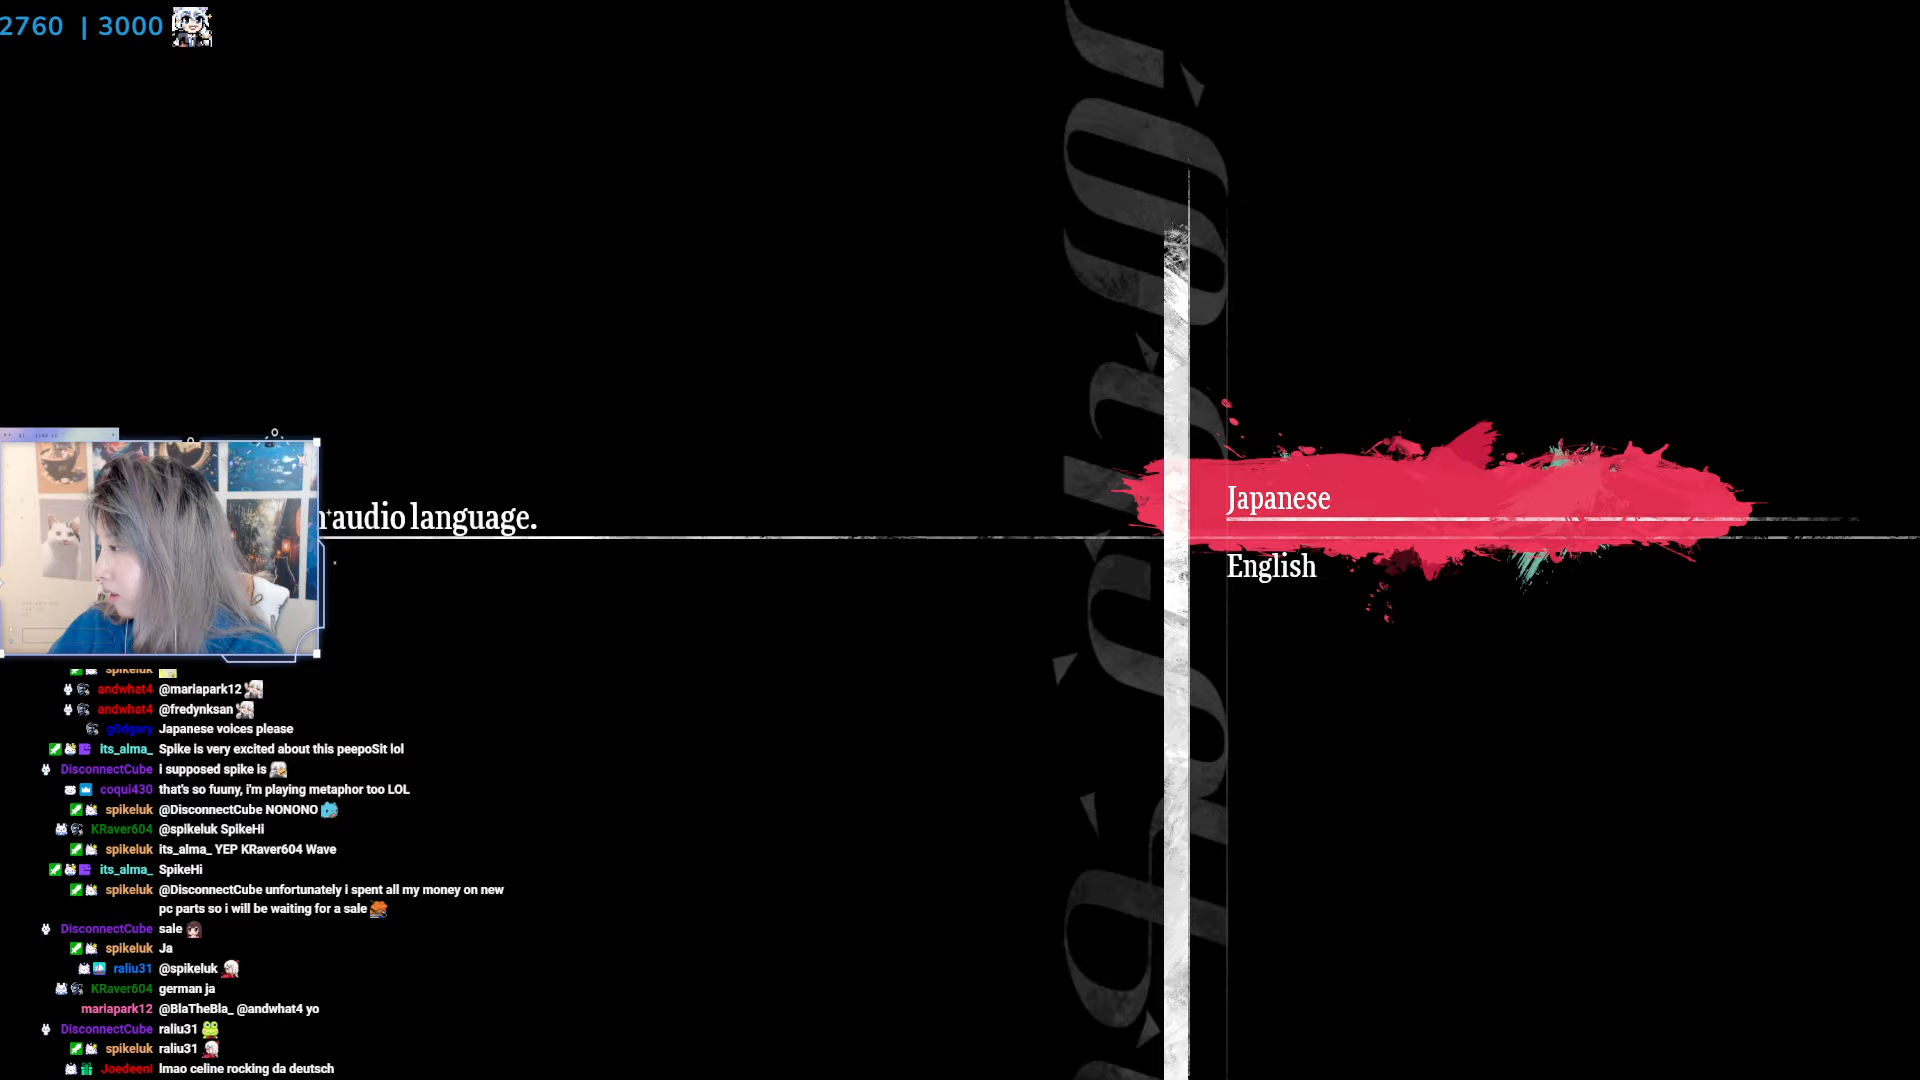 2760 | 3000
audio language.
Japanese
English
spikeluk
andwhat4 @mariapark12
andwhat4 @fredynksan
g0dgary Japanese voices please
its_alma_ Spike is very excited about this peepoSit lol
DisconnectCube i supposed spike is
coqui430 that's so fuuny, i'm playing metaphor too LOL
spikeluk @DisconnectCube NONONO
KRaver604 @spikeluk SpikeHi
spikeluk its_alma_ YEP KRaver604 Wave
its_alma_ SpikeHi
spikeluk @DisconnectCube unfortunately i spent all my money on new
pc parts so i will be waiting for a sale
DisconnectCube sale
spikeluk Ja
raliu31 @spikeluk
KRaver604 german ja
mariapark12 @BlaTheBla_ @andwhat4 yo
DisconnectCube raliu31
spikeluk raliu31
Joedeenl lmao celine rocking da deutsch